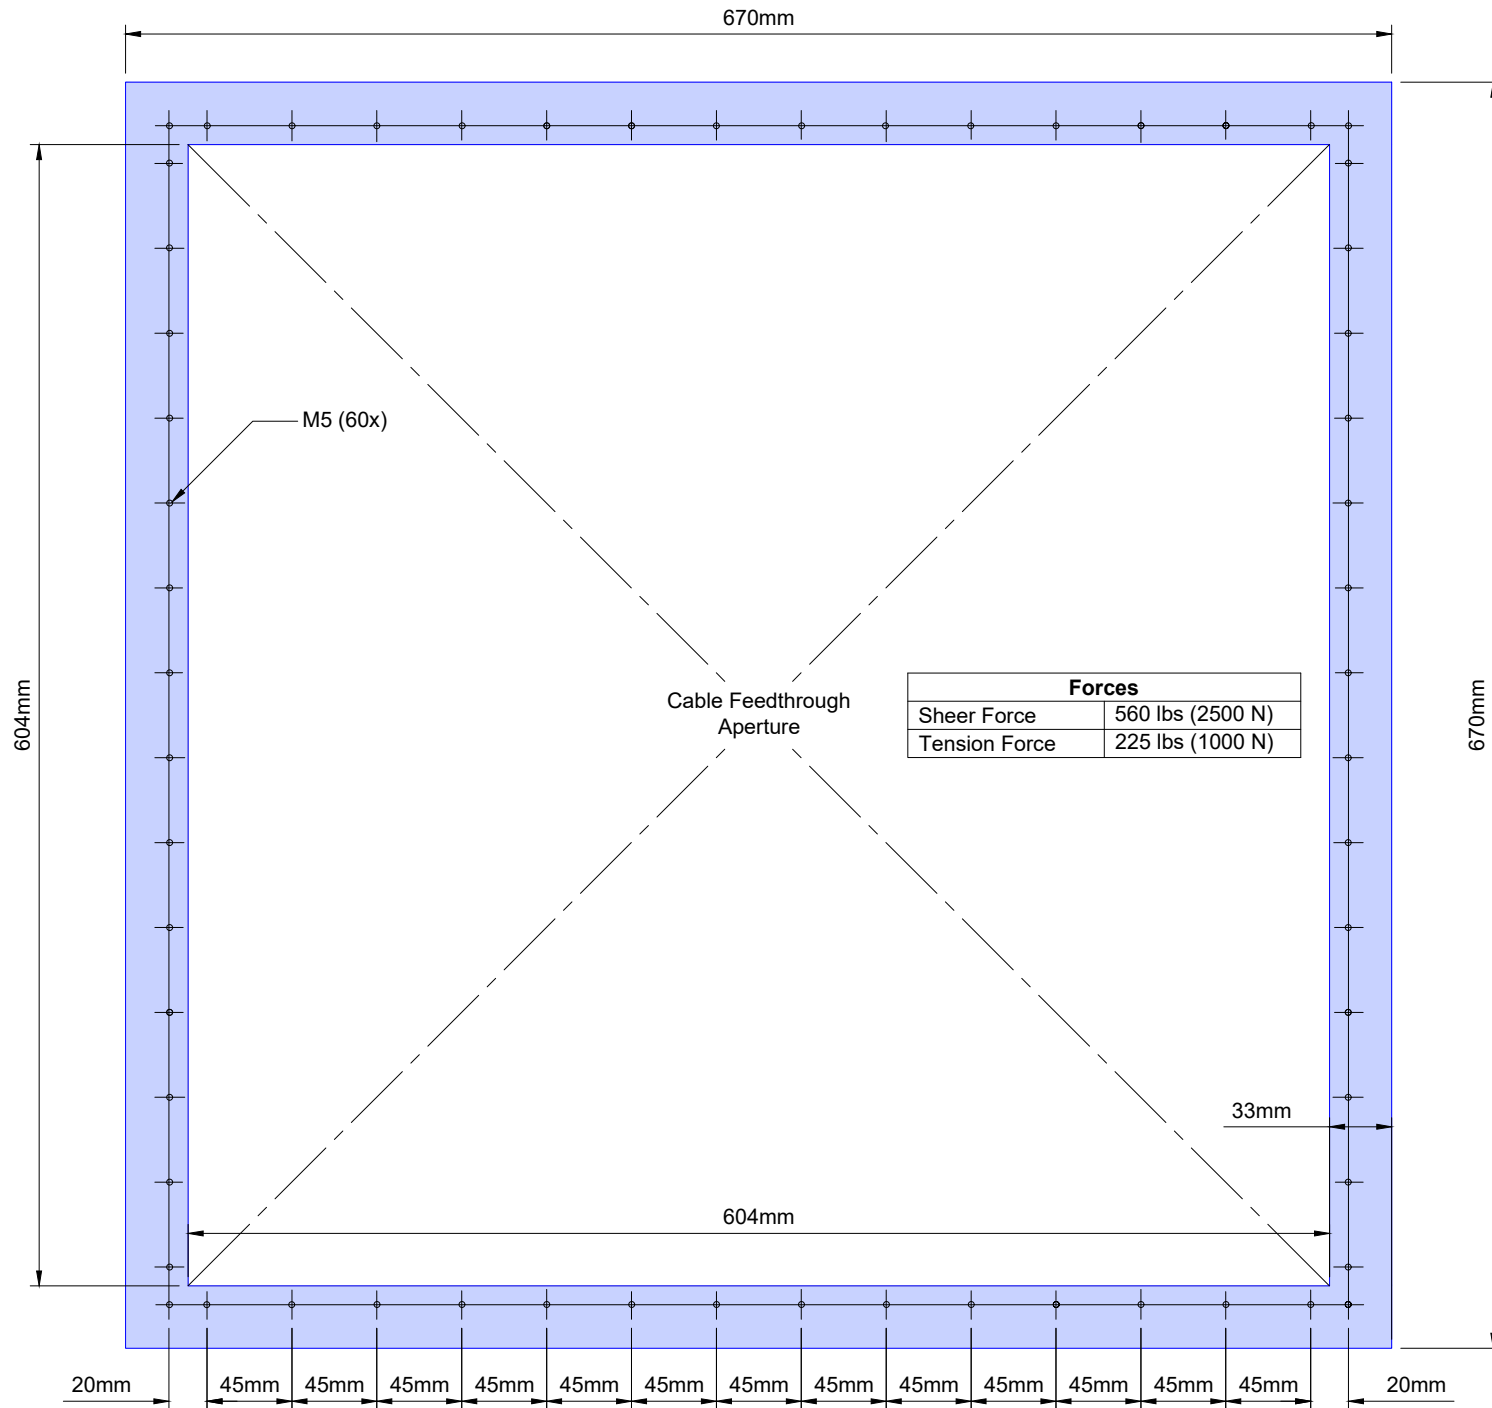 670mm
M5 (60x)
604mm
Cable Feedthrough
Aperture
Forces
Sheer Force 560 lbs (2500 N)
Tension Force 225 lbs (1000 N)
670mm
33mm
604mm
20mm 45mm 45mm 45mm 45mm 45mm 45mm 45mm 45mm 45mm 45mm 45mm 45mm 45mm 20mm